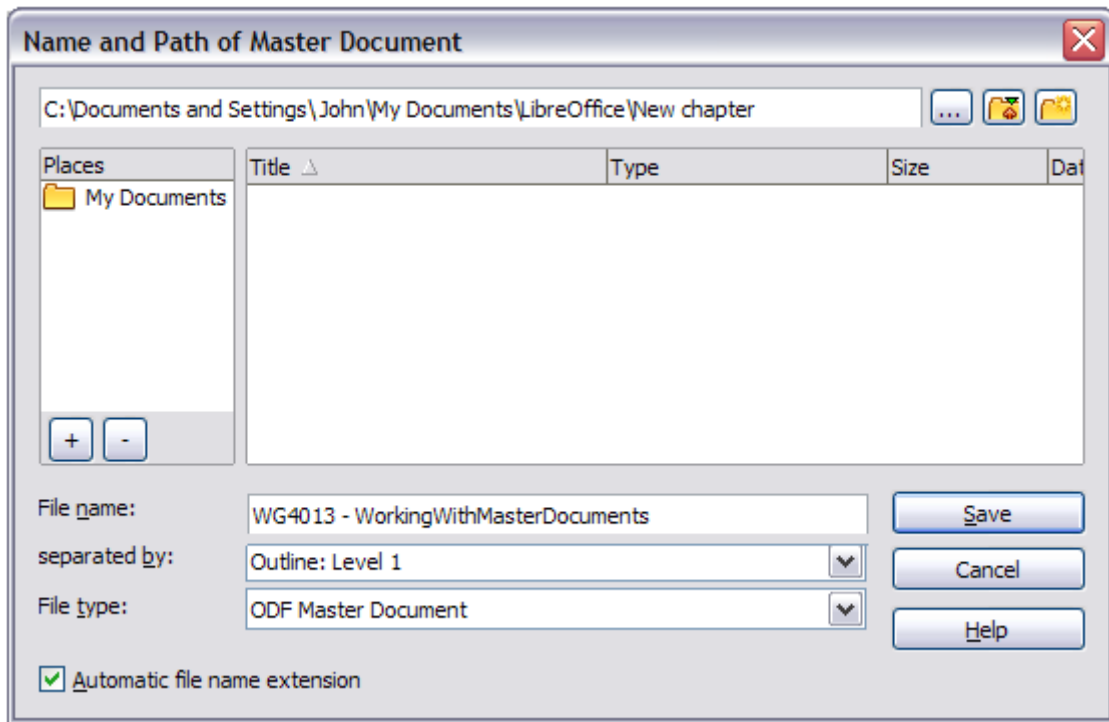 Name and Path of Master Document
C:\Documents and Settings\John\My Documents\LibreOffice\New chapter
...
Places
Title Type Size Dat
My Documents
+ -
File name: WG4013 - WorkingWithMasterDocuments Save
separated by: Outline: Level 1 Cancel
File type: ODF Master Document Help
Automatic file name extension